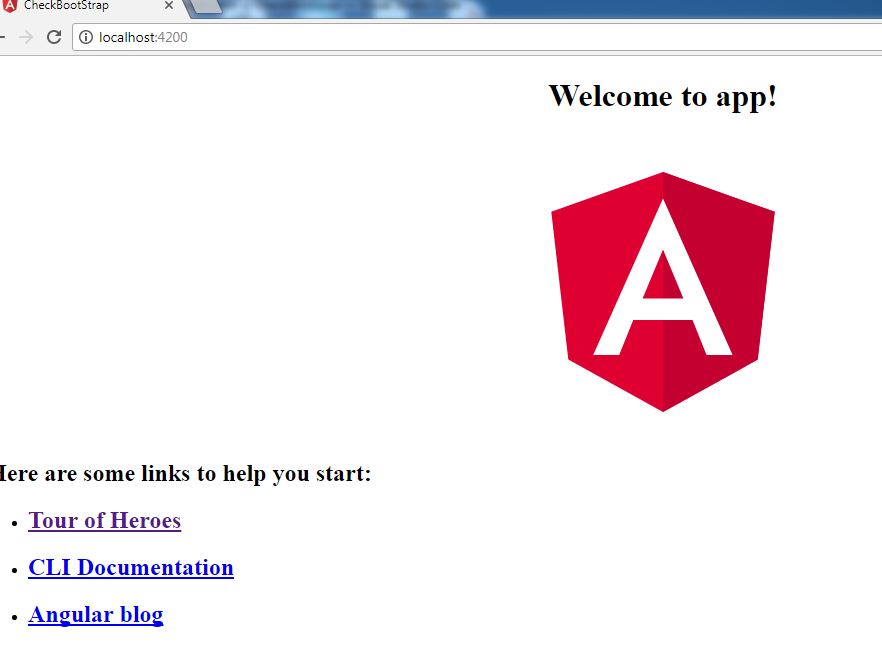 CheckBootStrap
localhost:4200
Welcome to app!
Here are some links to help you start:
Tour of Heroes
CLI Documentation
Angular blog